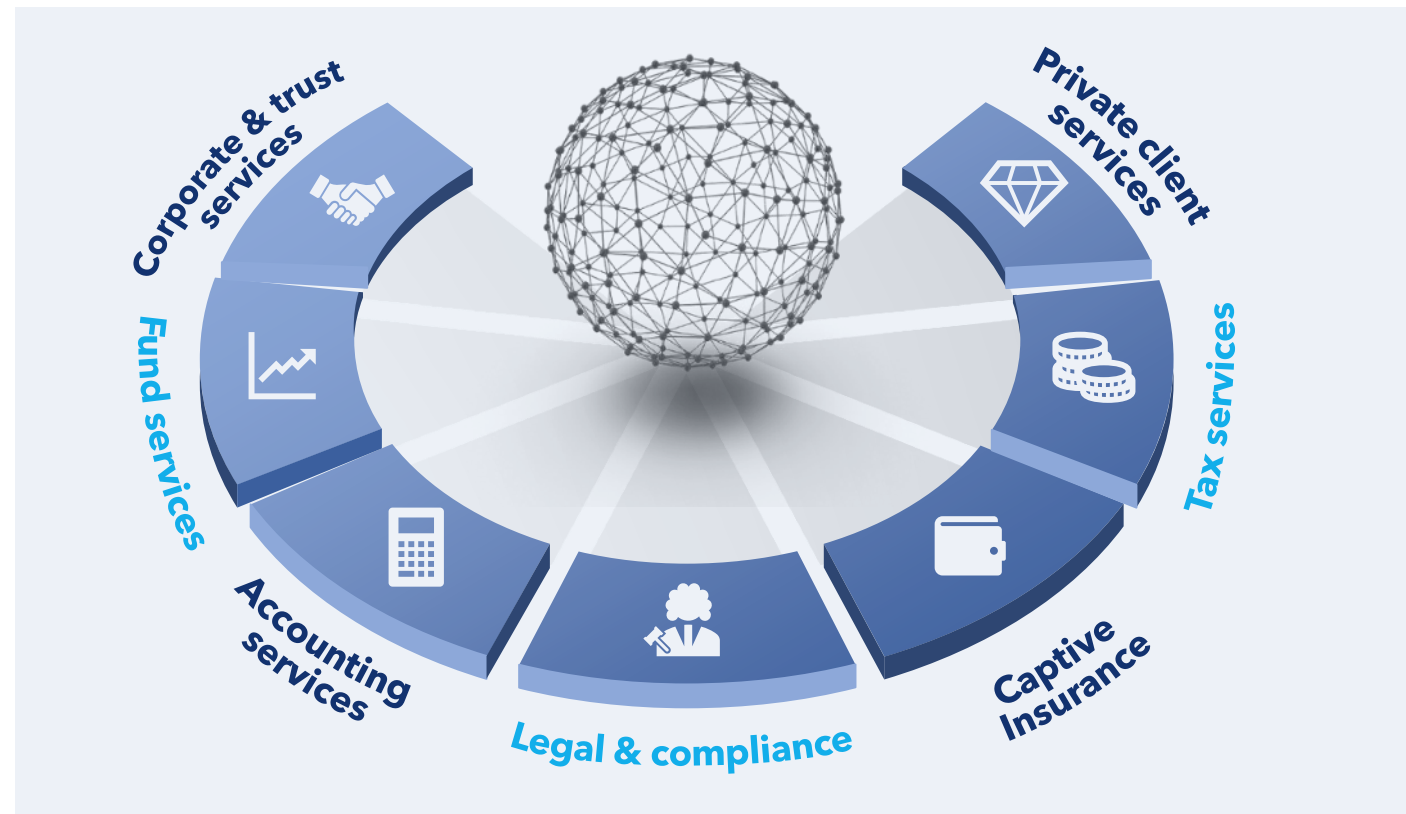 Corporate & trust
services
Fund services
Accounting
services
Legal & compliance
Captive
Insurance
Tax services
Private client
services